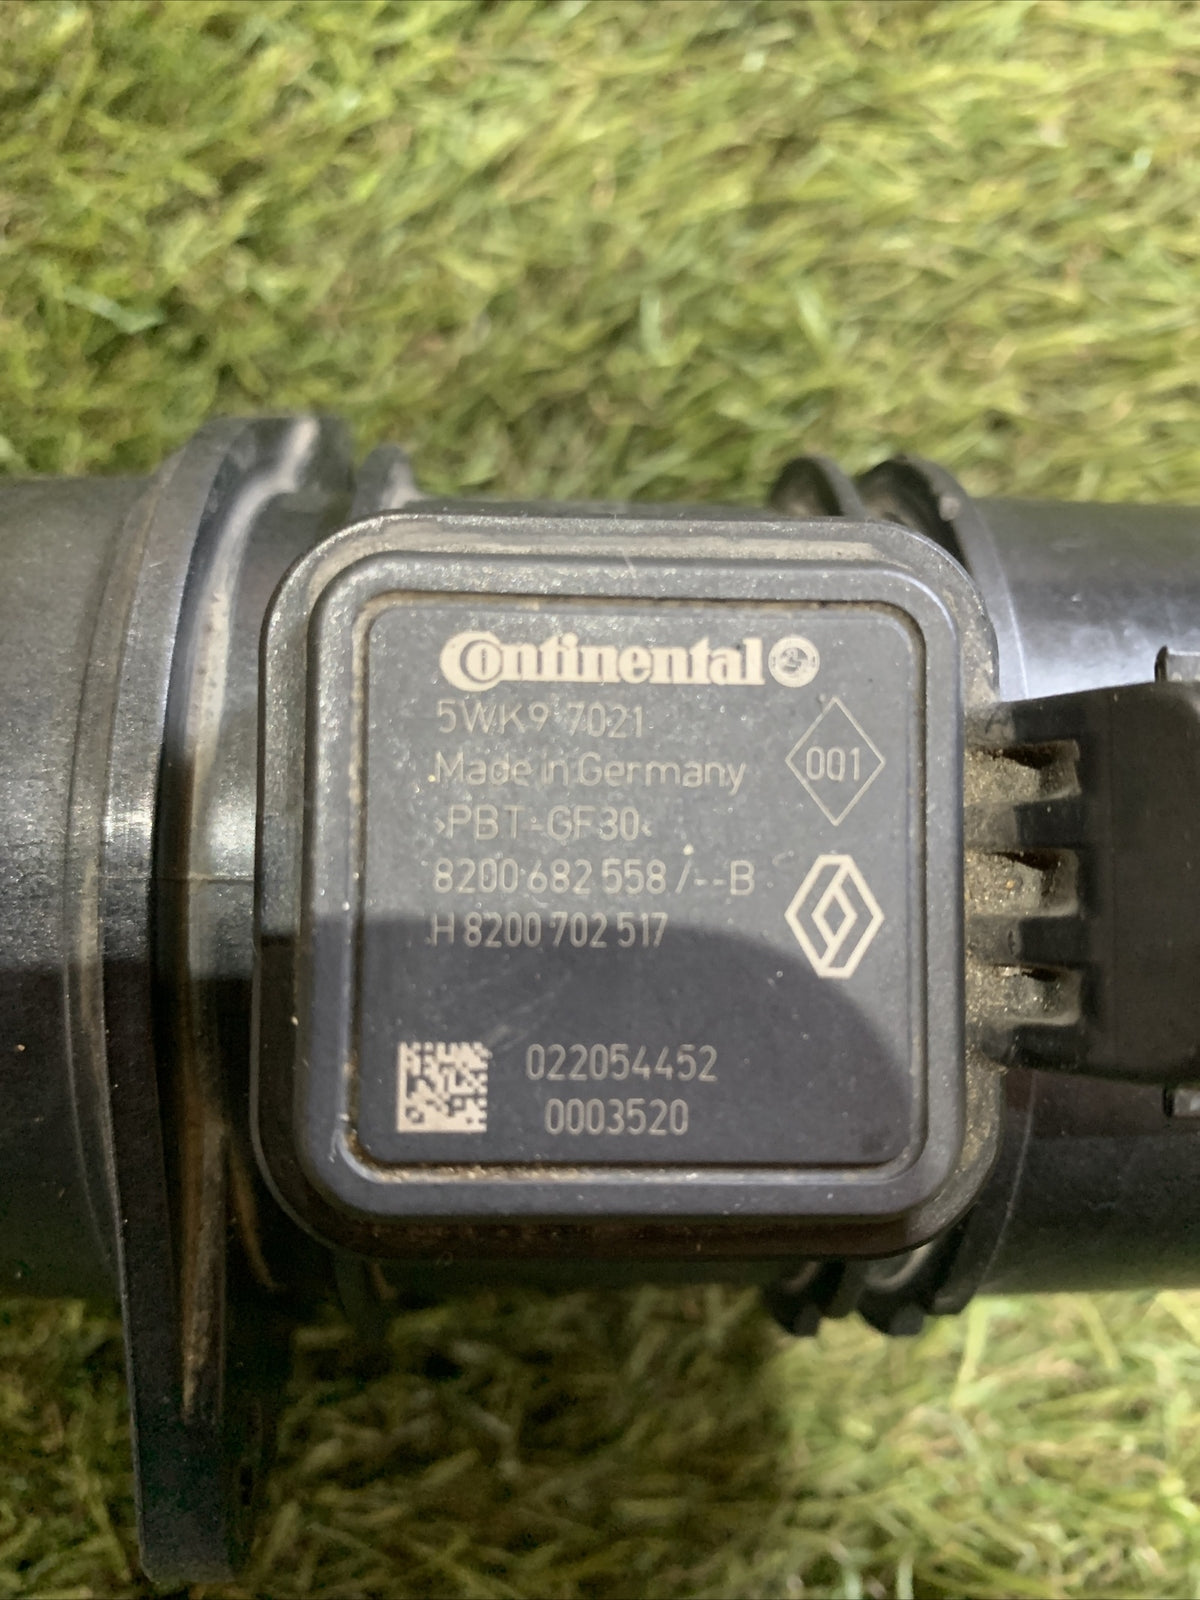 Continental
5WK9 7021
Made in Germany
001
>PBT-GF30<
8200 682 558 /--B
H 8200 702 517
022054452
0003520